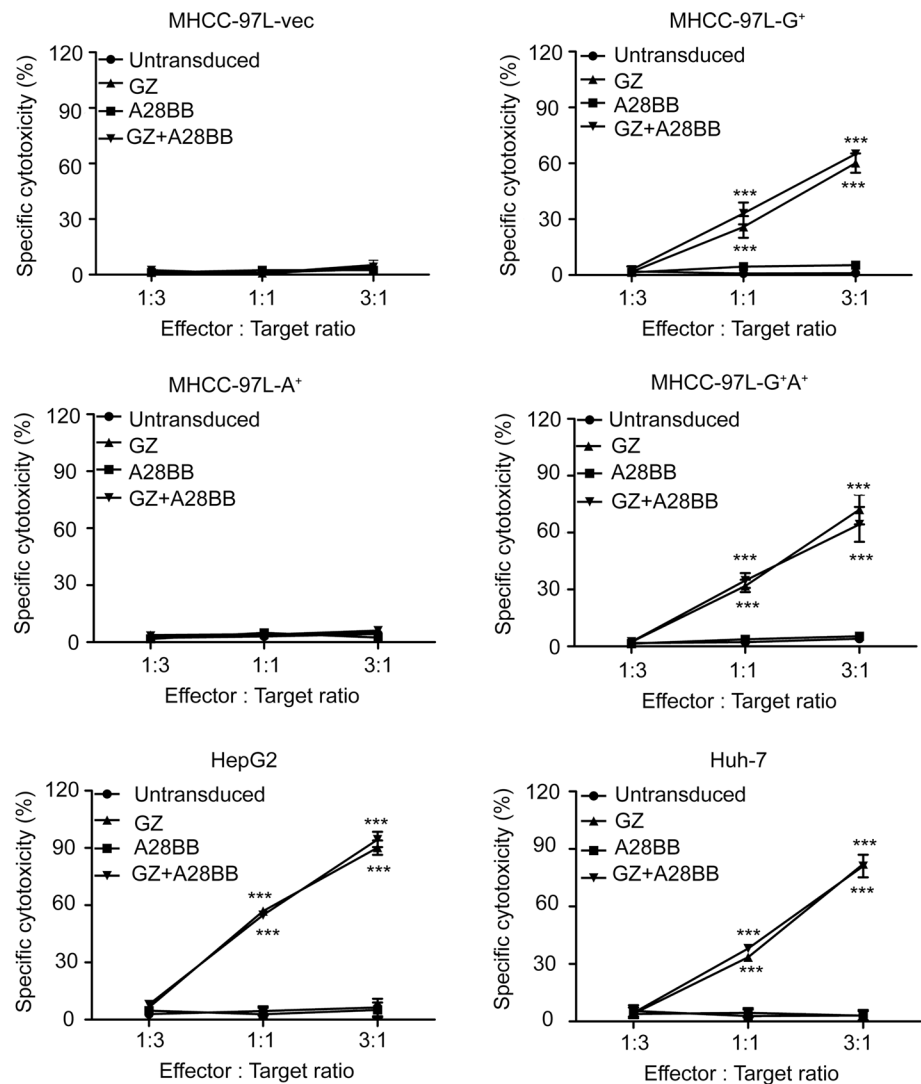 MHCC-97L-vec
Specific cytotoxicity (%)
120
90
60
30
0
Untransduced
GZ
A28BB
GZ+A28BB
1:3 1:1 3:1
Effector : Target ratio
MHCC-97L-G⁺
Specific cytotoxicity (%)
120
90
60
30
0
Untransduced
GZ
A28BB
GZ+A28BB
*** ***
*** ***
1:3 1:1 3:1
Effector : Target ratio
MHCC-97L-A⁺
Specific cytotoxicity (%)
120
90
60
30
0
Untransduced
GZ
A28BB
GZ+A28BB
1:3 1:1 3:1
Effector : Target ratio
MHCC-97L-G⁺A⁺
Specific cytotoxicity (%)
120
90
60
30
0
Untransduced
GZ
A28BB
GZ+A28BB
*** ***
*** ***
1:3 1:1 3:1
Effector : Target ratio
HepG2
Specific cytotoxicity (%)
120
90
60
30
0
Untransduced
GZ
A28BB
GZ+A28BB
*** ***
*** ***
1:3 1:1 3:1
Effector : Target ratio
Huh-7
Specific cytotoxicity (%)
120
90
60
30
0
Untransduced
GZ
A28BB
GZ+A28BB
*** ***
*** ***
1:3 1:1 3:1
Effector : Target ratio